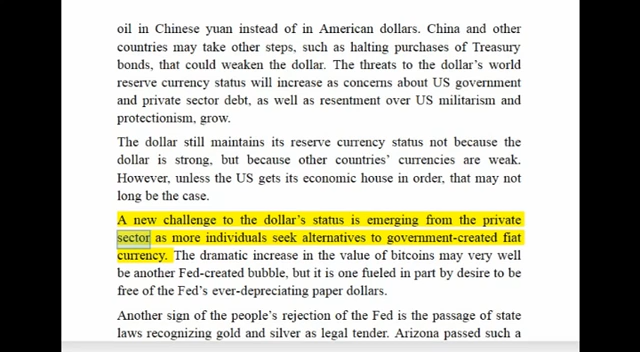 oil in Chinese yuan instead of in American dollars. China and other
countries may take other steps, such as halting purchases of Treasury
bonds, that could weaken the dollar. The threats to the dollar's world
reserve currency status will increase as concerns about US government
and private sector debt, as well as resentment over US militarism and
protectionism, grow.
The dollar still maintains its reserve currency status not because the
dollar is strong, but because other countries' currencies are weak.
However, unless the US gets its economic house in order, that may not
long be the case.
A new challenge to the dollar's status is emerging from the private
sector as more individuals seek alternatives to government-created fiat
currency. The dramatic increase in the value of bitcoins may very well
be another Fed-created bubble, but it is one fueled in part by desire to be
free of the Fed's ever-depreciating paper dollars.
Another sign of the people's rejection of the Fed is the passage of state
laws recognizing gold and silver as legal tender. Arizona passed such a